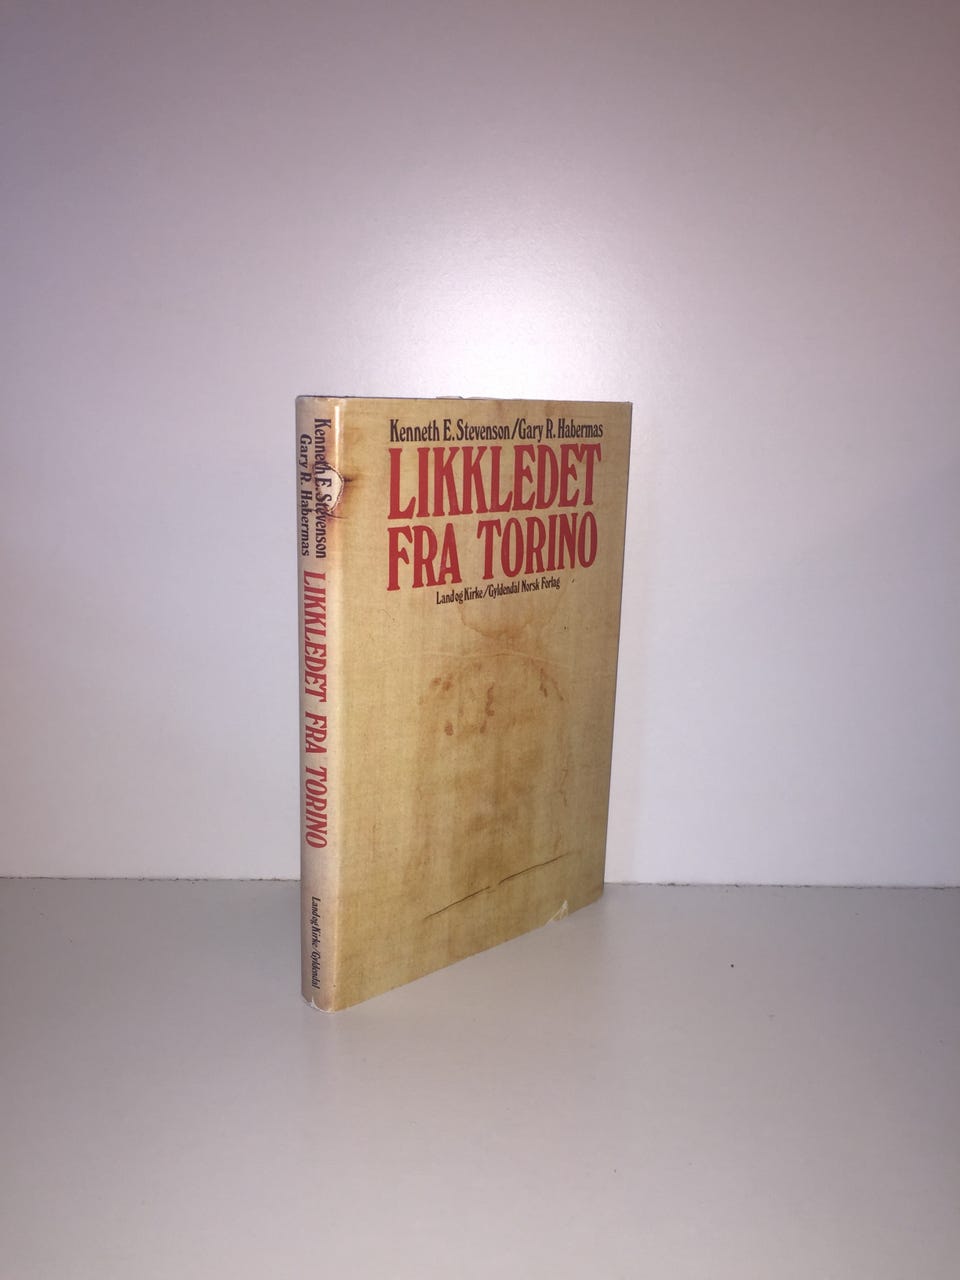 Kenneth E. Stevenson/Gary R. Habermas
LIKKLEDET
FRA TORINO
Land og Kirke/Gyldendal Norsk Forlag
Kenneth E. Stevenson
Gary R. Habermas
LIKKLEDET FRA TORINO
Land og Kirke/Gyldendal